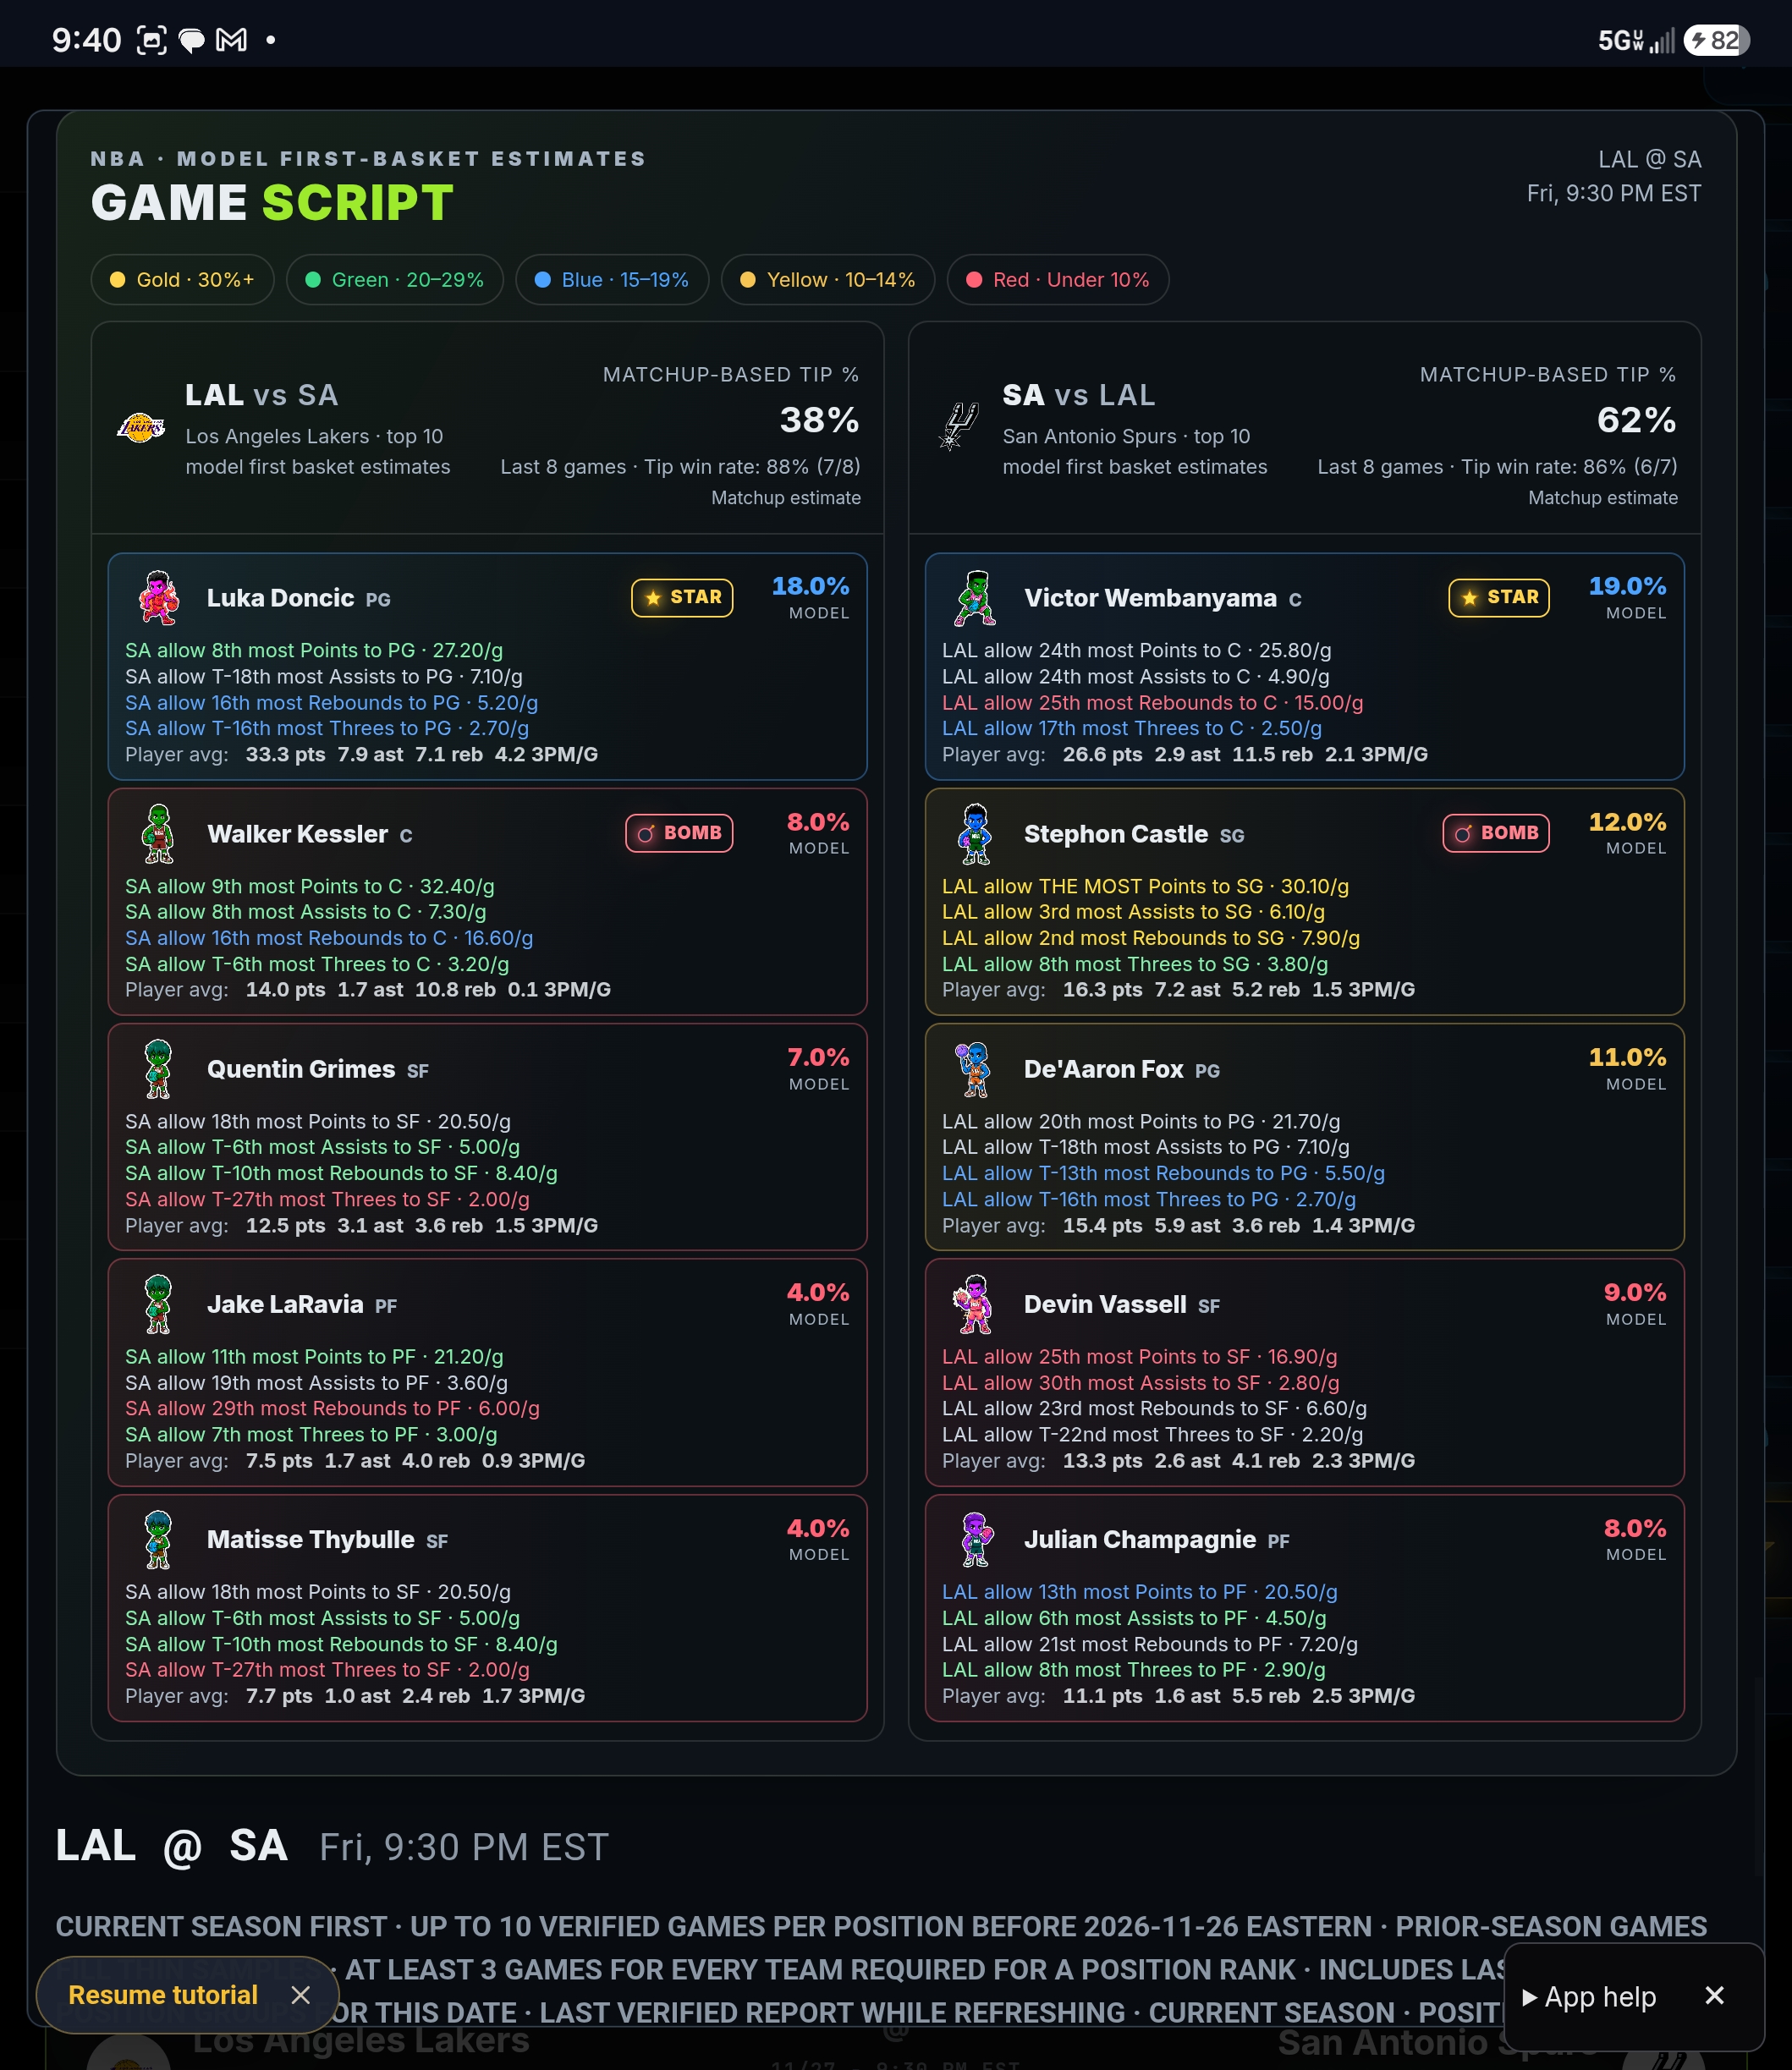 9:40
5G UW 82
NBA · MODEL FIRST-BASKET ESTIMATES
GAME SCRIPT
LAL @ SA
Fri, 9:30 PM EST
Gold · 30%+
Green · 20–29%
Blue · 15–19%
Yellow · 10–14%
Red · Under 10%
LAL vs SA
Los Angeles Lakers · top 10
model first basket estimates
MATCHUP-BASED TIP %
38%
Last 8 games · Tip win rate: 88% (7/8)
Matchup estimate
Luka Doncic PG
STAR
18.0%
MODEL
SA allow 8th most Points to PG · 27.20/g
SA allow T-18th most Assists to PG · 7.10/g
SA allow 16th most Rebounds to PG · 5.20/g
SA allow T-16th most Threes to PG · 2.70/g
Player avg: 33.3 pts 7.9 ast 7.1 reb 4.2 3PM/G
Walker Kessler C
BOMB
8.0%
MODEL
SA allow 9th most Points to C · 32.40/g
SA allow 8th most Assists to C · 7.30/g
SA allow 16th most Rebounds to C · 16.60/g
SA allow T-6th most Threes to C · 3.20/g
Player avg: 14.0 pts 1.7 ast 10.8 reb 0.1 3PM/G
Quentin Grimes SF
7.0%
MODEL
SA allow 18th most Points to SF · 20.50/g
SA allow T-6th most Assists to SF · 5.00/g
SA allow T-10th most Rebounds to SF · 8.40/g
SA allow T-27th most Threes to SF · 2.00/g
Player avg: 12.5 pts 3.1 ast 3.6 reb 1.5 3PM/G
Jake LaRavia PF
4.0%
MODEL
SA allow 11th most Points to PF · 21.20/g
SA allow 19th most Assists to PF · 3.60/g
SA allow 29th most Rebounds to PF · 6.00/g
SA allow 7th most Threes to PF · 3.00/g
Player avg: 7.5 pts 1.7 ast 4.0 reb 0.9 3PM/G
Matisse Thybulle SF
4.0%
MODEL
SA allow 18th most Points to SF · 20.50/g
SA allow T-6th most Assists to SF · 5.00/g
SA allow T-10th most Rebounds to SF · 8.40/g
SA allow T-27th most Threes to SF · 2.00/g
Player avg: 7.7 pts 1.0 ast 2.4 reb 1.7 3PM/G
SA vs LAL
San Antonio Spurs · top 10
model first basket estimates
MATCHUP-BASED TIP %
62%
Last 8 games · Tip win rate: 86% (6/7)
Matchup estimate
Victor Wembanyama C
STAR
19.0%
MODEL
LAL allow 24th most Points to C · 25.80/g
LAL allow 24th most Assists to C · 4.90/g
LAL allow 25th most Rebounds to C · 15.00/g
LAL allow 17th most Threes to C · 2.50/g
Player avg: 26.6 pts 2.9 ast 11.5 reb 2.1 3PM/G
Stephon Castle SG
BOMB
12.0%
MODEL
LAL allow THE MOST Points to SG · 30.10/g
LAL allow 3rd most Assists to SG · 6.10/g
LAL allow 2nd most Rebounds to SG · 7.90/g
LAL allow 8th most Threes to SG · 3.80/g
Player avg: 16.3 pts 7.2 ast 5.2 reb 1.5 3PM/G
De'Aaron Fox PG
11.0%
MODEL
LAL allow 20th most Points to PG · 21.70/g
LAL allow T-18th most Assists to PG · 7.10/g
LAL allow T-13th most Rebounds to PG · 5.50/g
LAL allow T-16th most Threes to PG · 2.70/g
Player avg: 15.4 pts 5.9 ast 3.6 reb 1.4 3PM/G
Devin Vassell SF
9.0%
MODEL
LAL allow 25th most Points to SF · 16.90/g
LAL allow 30th most Assists to SF · 2.80/g
LAL allow 23rd most Rebounds to SF · 6.60/g
LAL allow T-22nd most Threes to SF · 2.20/g
Player avg: 13.3 pts 2.6 ast 4.1 reb 2.3 3PM/G
Julian Champagnie PF
8.0%
MODEL
LAL allow 13th most Points to PF · 20.50/g
LAL allow 6th most Assists to PF · 4.50/g
LAL allow 21st most Rebounds to PF · 7.20/g
LAL allow 8th most Threes to PF · 2.90/g
Player avg: 11.1 pts 1.6 ast 5.5 reb 2.5 3PM/G
LAL @ SA Fri, 9:30 PM EST
CURRENT SEASON FIRST · UP TO 10 VERIFIED GAMES PER POSITION BEFORE 2026-11-26 EASTERN · PRIOR-SEASON GAMES
FILL THIN SAMPLES · AT LEAST 3 GAMES FOR EVERY TEAM REQUIRED FOR A POSITION RANK · INCLUDES LAS
FOR THIS DATE · LAST VERIFIED REPORT WHILE REFRESHING · CURRENT SEASON · POSIT
Resume tutorial
App help
Los Angeles Lakers
@
San Antonio Spurs
11/27 - 9:30 PM EST